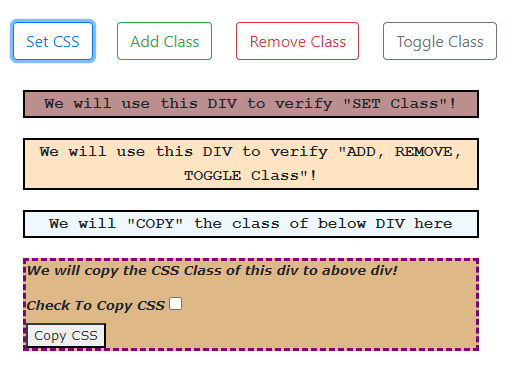 Set CSS Add Class Remove Class Toggle Class
We will use this DIV to verify "SET Class"!
We will use this DIV to verify "ADD, REMOVE,
TOGGLE Class"!
We will "COPY" the class of below DIV here
We will copy the CSS Class of this div to above div!
Check To Copy CSS
Copy CSS